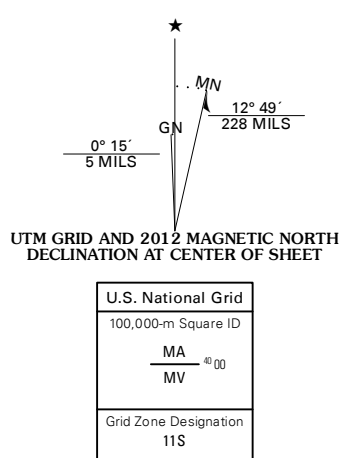 MN
12° 49´
228 MILS
GN
0° 15´
5 MILS
UTM GRID AND 2012 MAGNETIC NORTH
DECLINATION AT CENTER OF SHEET
U.S. National Grid
100,000-m Square ID
MA
40 00
MV
Grid Zone Designation
11S